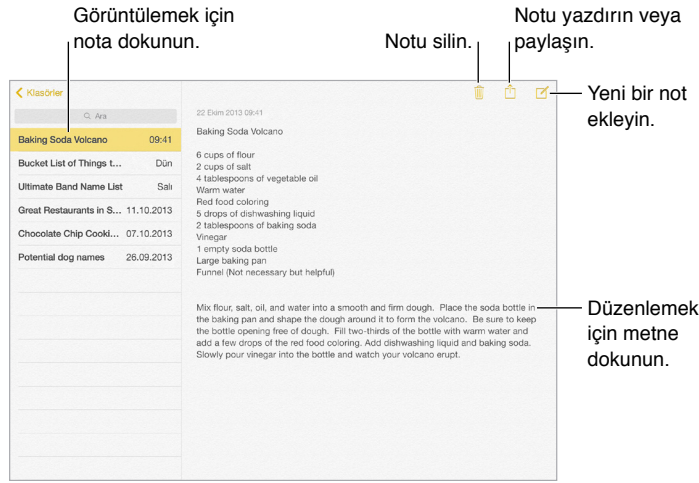 Görüntülemek için
nota dokunun.
Notu silin.
Notu yazdırın veya
paylaşın.
Yeni bir not
ekleyin.
Klasörler
Ara
Baking Soda Volcano 09:41
Bucket List of Things t... Dün
Ultimate Band Name List Salı
Great Restaurants in S... 11.10.2013
Chocolate Chip Cooki... 07.10.2013
Potential dog names 26.09.2013
22 Ekim 2013 09:41
Baking Soda Volcano
6 cups of flour
2 cups of salt
4 tablespoons of vegetable oil
Warm water
Red food coloring
5 drops of dishwashing liquid
2 tablespoons of baking soda
Vinegar
1 empty soda bottle
Large baking pan
Funnel (Not necessary but helpful)
Mix flour, salt, oil, and water into a smooth and firm dough. Place the soda bottle in
the baking pan and shape the dough around it to form the volcano. Be sure to keep
the bottle opening free of dough. Fill two-thirds of the bottle with warm water and
add a few drops of the red food coloring. Add dishwashing liquid and baking soda.
Slowly pour vinegar into the bottle and watch your volcano erupt.
Düzenlemek
için metne
dokunun.